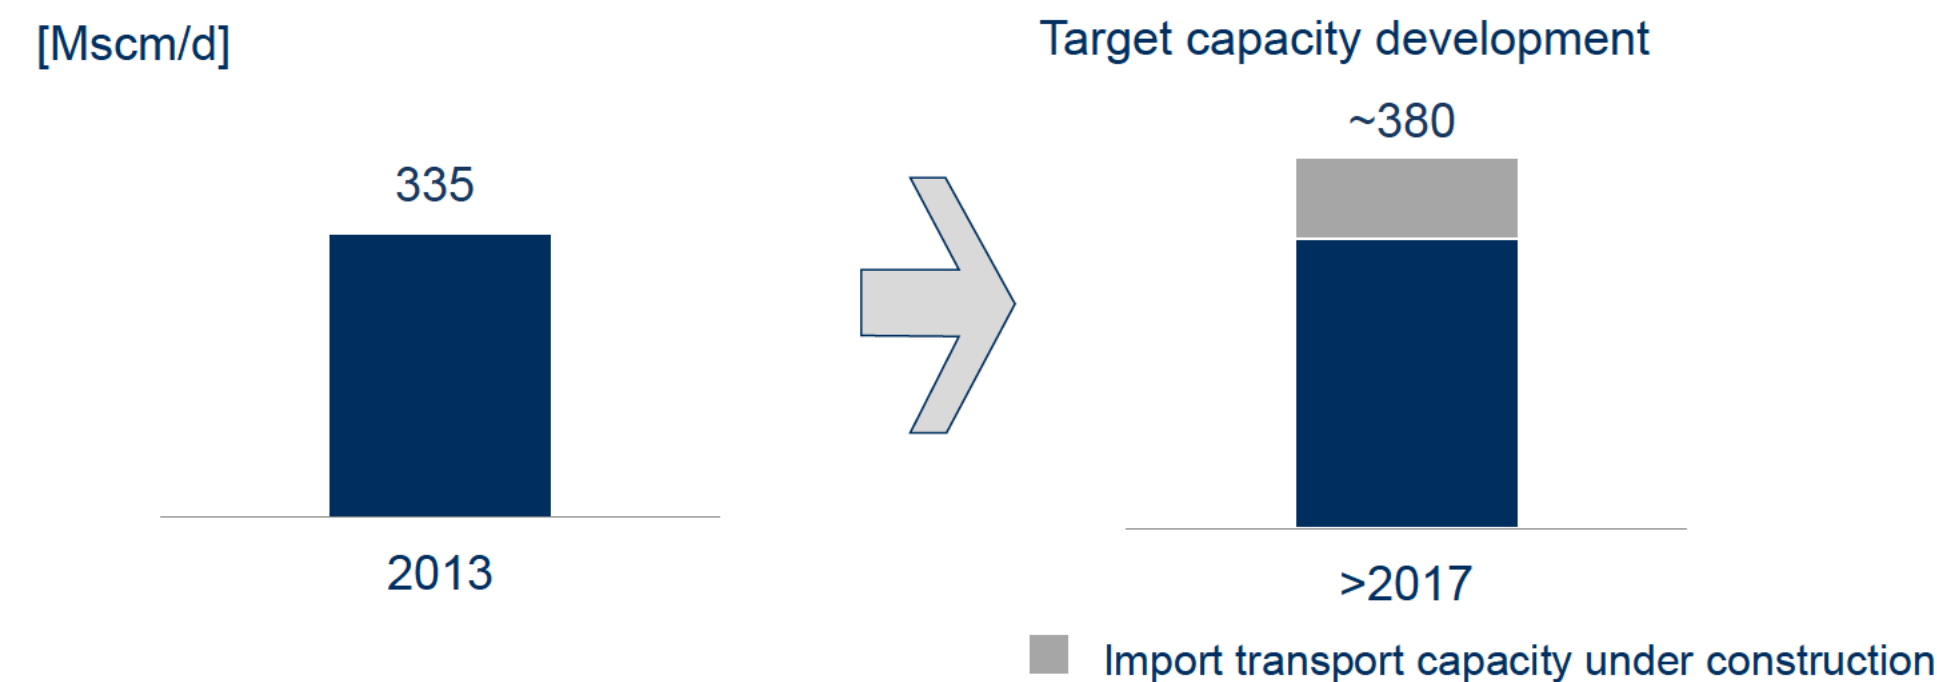 [Mscm/d]
Target capacity development
335
~380
2013
>2017
Import transport capacity under construction